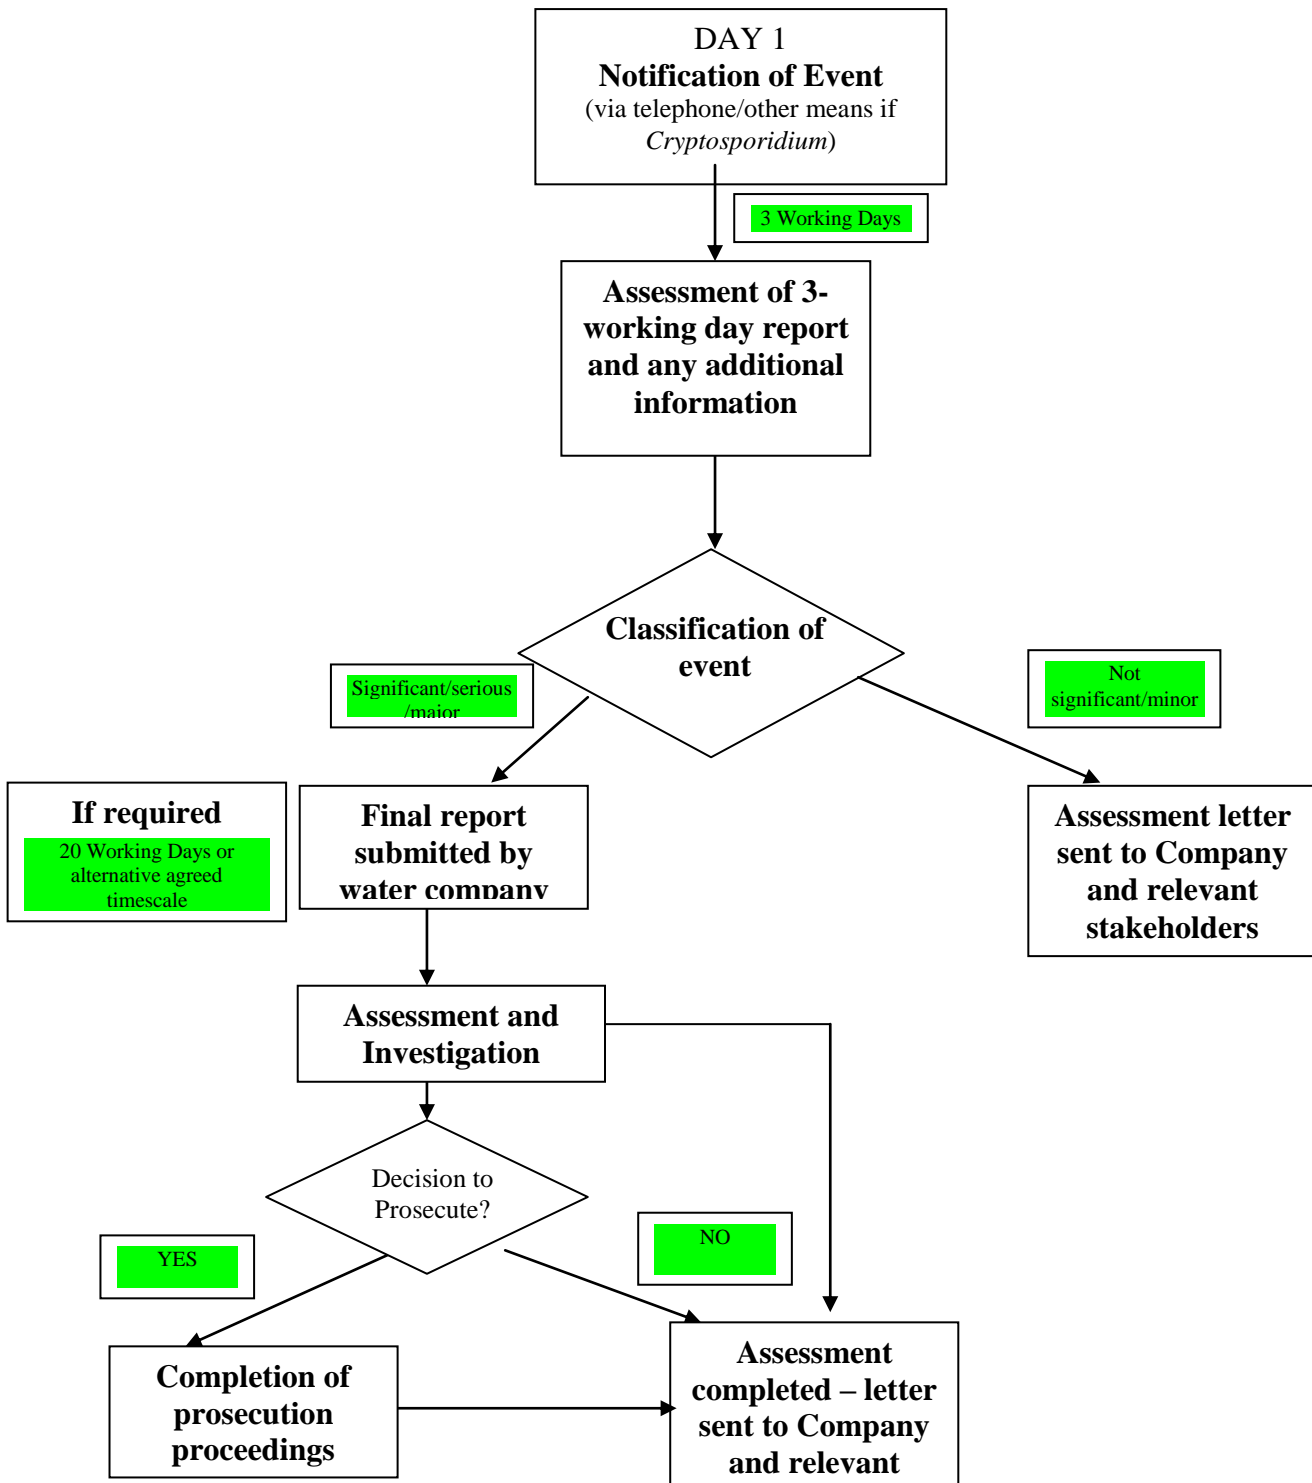 DAY 1
Notification of Event
(via telephone/other means if
Cryptosporidium)
3 Working Days
Assessment of 3-
working day report
and any additional
information
Classification of
event
Significant/serious
/major
Not
significant/minor
If required
20 Working Days or
alternative agreed
timescale
Final report
submitted by
water company
Assessment letter
sent to Company
and relevant
stakeholders
Assessment and
Investigation
Decision to
Prosecute?
YES
NO
Completion of
prosecution
proceedings
Assessment
completed – letter
sent to Company
and relevant